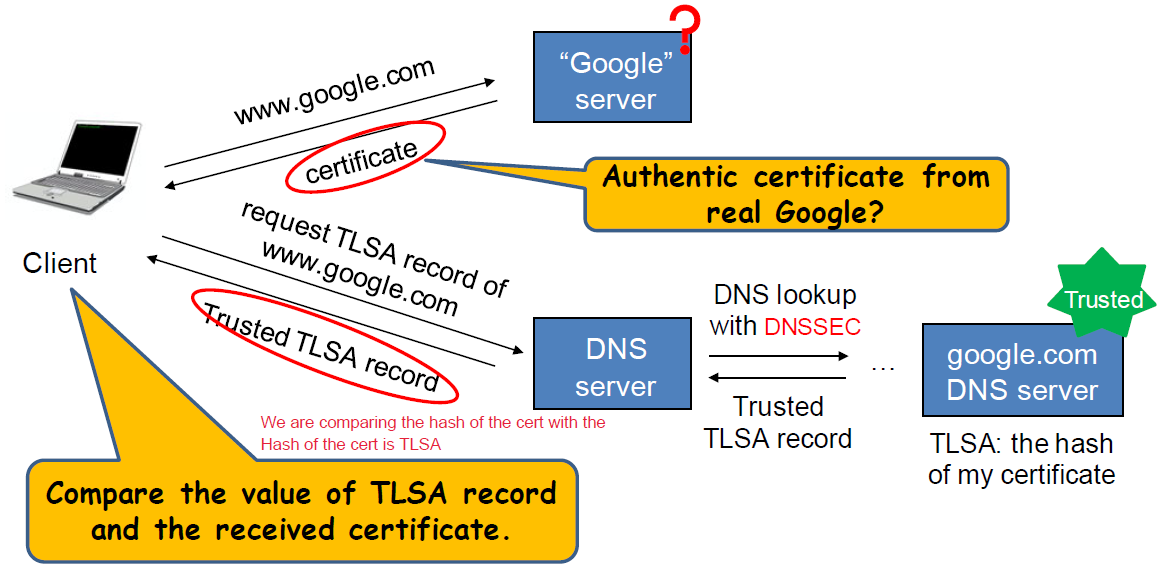 ?
“Google”
server
www.google.com
certificate
Authentic certificate from
real Google?
request TLSA record of
www.google.com
Client
Trusted TLSA record
DNS
server
DNS lookup
with DNSSEC
...
Trusted
TLSA record
Trusted
google.com
DNS server
TLSA: the hash
of my certificate
We are comparing the hash of the cert with the
Hash of the cert is TLSA
Compare the value of TLSA record
and the received certificate.